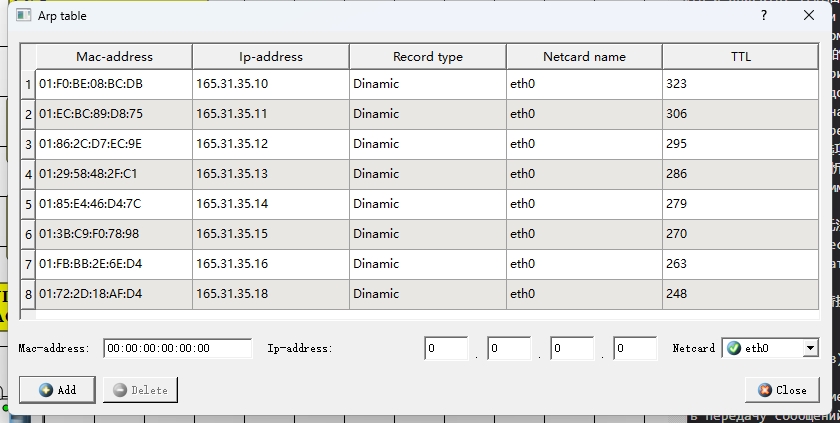 Arp table
Mac-address Ip-address Record type Netcard name TTL
1 01:F0:BE:08:BC:DB 165.31.35.10 Dinamic eth0 323
2 01:EC:BC:89:D8:75 165.31.35.11 Dinamic eth0 306
3 01:86:2C:D7:EC:9E 165.31.35.12 Dinamic eth0 295
4 01:29:58:48:2F:C1 165.31.35.13 Dinamic eth0 286
5 01:85:E4:46:D4:7C 165.31.35.14 Dinamic eth0 279
6 01:3B:C9:F0:78:98 165.31.35.15 Dinamic eth0 270
7 01:FB:BB:2E:6E:D4 165.31.35.16 Dinamic eth0 263
8 01:72:2D:18:AF:D4 165.31.35.18 Dinamic eth0 248
Mac-address: 00:00:00:00:00:00 Ip-address: 0 . 0 . 0 . 0 Netcard eth0
Add Delete Close
в передачу сообщений